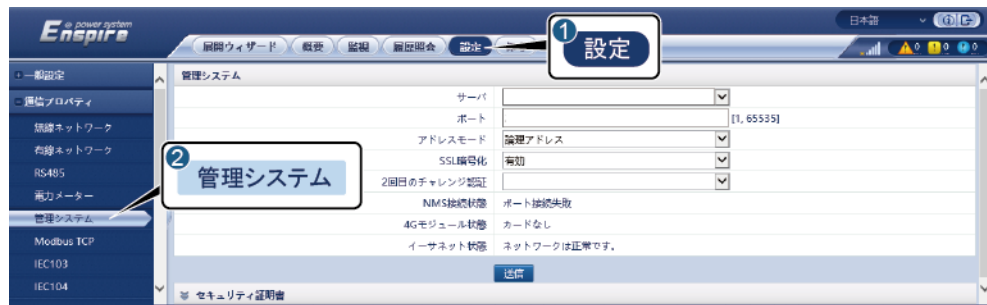 e power system
Enspire
日本語
展開ウィザード 概要 監視 履歴照会 設定
1 設定
0 0 0
一般設定
通信プロパティ
無線ネットワーク
有線ネットワーク
RS485
電力メーター
管理システム
Modbus TCP
IEC103
IEC104
2 管理システム
管理システム
サーバ
ポート [1, 65535]
アドレスモード 論理アドレス
SSL暗号化 有効
2回目のチャレンジ認証
NMS接続状態 ポート接続失敗
4Gモジュール状態 カードなし
イーサネット状態 ネットワークは正常です。
送信
セキュリティ証明書